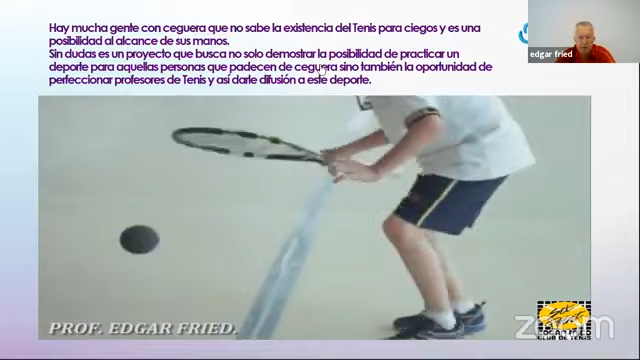 Hay mucha gente con ceguera que no sabe la existencia del Tenis para ciegos y es una
posibilidad al alcance de sus manos.
Sin dudas es un proyecto que busca no solo demostrar la posibilidad de practicar un
deporte para aquellas personas que padecen de ceguera sino también la oportunidad de
perfeccionar profesores de Tenis y así darle difusión a este deporte.
edgar fried
PROF. EDGAR FRIED.
zoom
CLUB DE TENIS